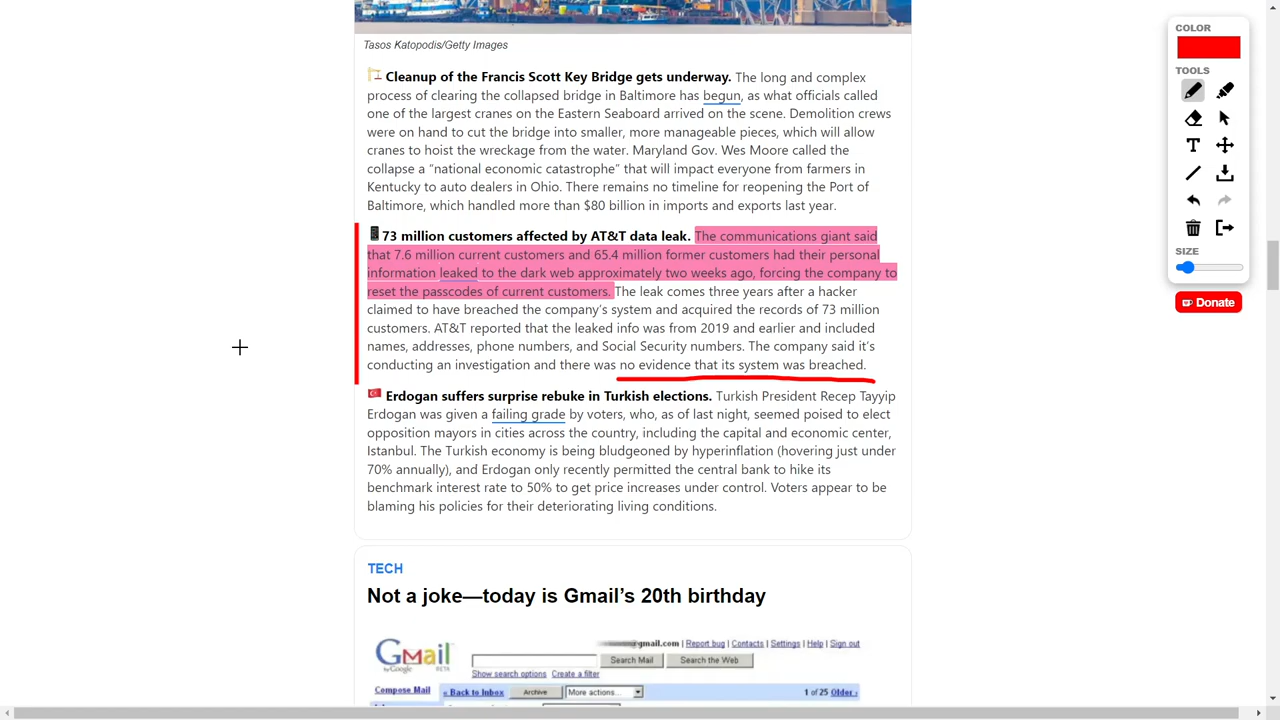 Tasos Katopodis/Getty Images
Cleanup of the Francis Scott Key Bridge gets underway. The long and complex
process of clearing the collapsed bridge in Baltimore has begun, as what officials called
one of the largest cranes on the Eastern Seaboard arrived on the scene. Demolition crews
were on hand to cut the bridge into smaller, more manageable pieces, which will allow
cranes to hoist the wreckage from the water. Maryland Gov. Wes Moore called the
collapse a “national economic catastrophe” that will impact everyone from farmers in
Kentucky to auto dealers in Ohio. There remains no timeline for reopening the Port of
Baltimore, which handled more than $80 billion in imports and exports last year.
73 million customers affected by AT&T data leak. The communications giant said
that 7.6 million current customers and 65.4 million former customers had their personal
information leaked to the dark web approximately two weeks ago, forcing the company to
reset the passcodes of current customers. The leak comes three years after a hacker
claimed to have breached the company’s system and acquired the records of 73 million
customers. AT&T reported that the leaked info was from 2019 and earlier and included
names, addresses, phone numbers, and Social Security numbers. The company said it’s
conducting an investigation and there was no evidence that its system was breached.
Erdogan suffers surprise rebuke in Turkish elections. Turkish President Recep Tayyip
Erdogan was given a failing grade by voters, who, as of last night, seemed poised to elect
opposition mayors in cities across the country, including the capital and economic center,
Istanbul. The Turkish economy is being bludgeoned by hyperinflation (hovering just under
70% annually), and Erdogan only recently permitted the central bank to hike its
benchmark interest rate to 50% to get price increases under control. Voters appear to be
blaming his policies for their deteriorating living conditions.
TECH
Not a joke—today is Gmail’s 20th birthday
@gmail.com | Report bug | Contacts | Settings | Help | Sign out
Gmail by Google BETA
Search Mail Search the Web
Show search options Create a filter
Compose Mail « Back to Inbox Archive More actions... 1 of 25 Older ›
COLOR
TOOLS
T
SIZE
Donate